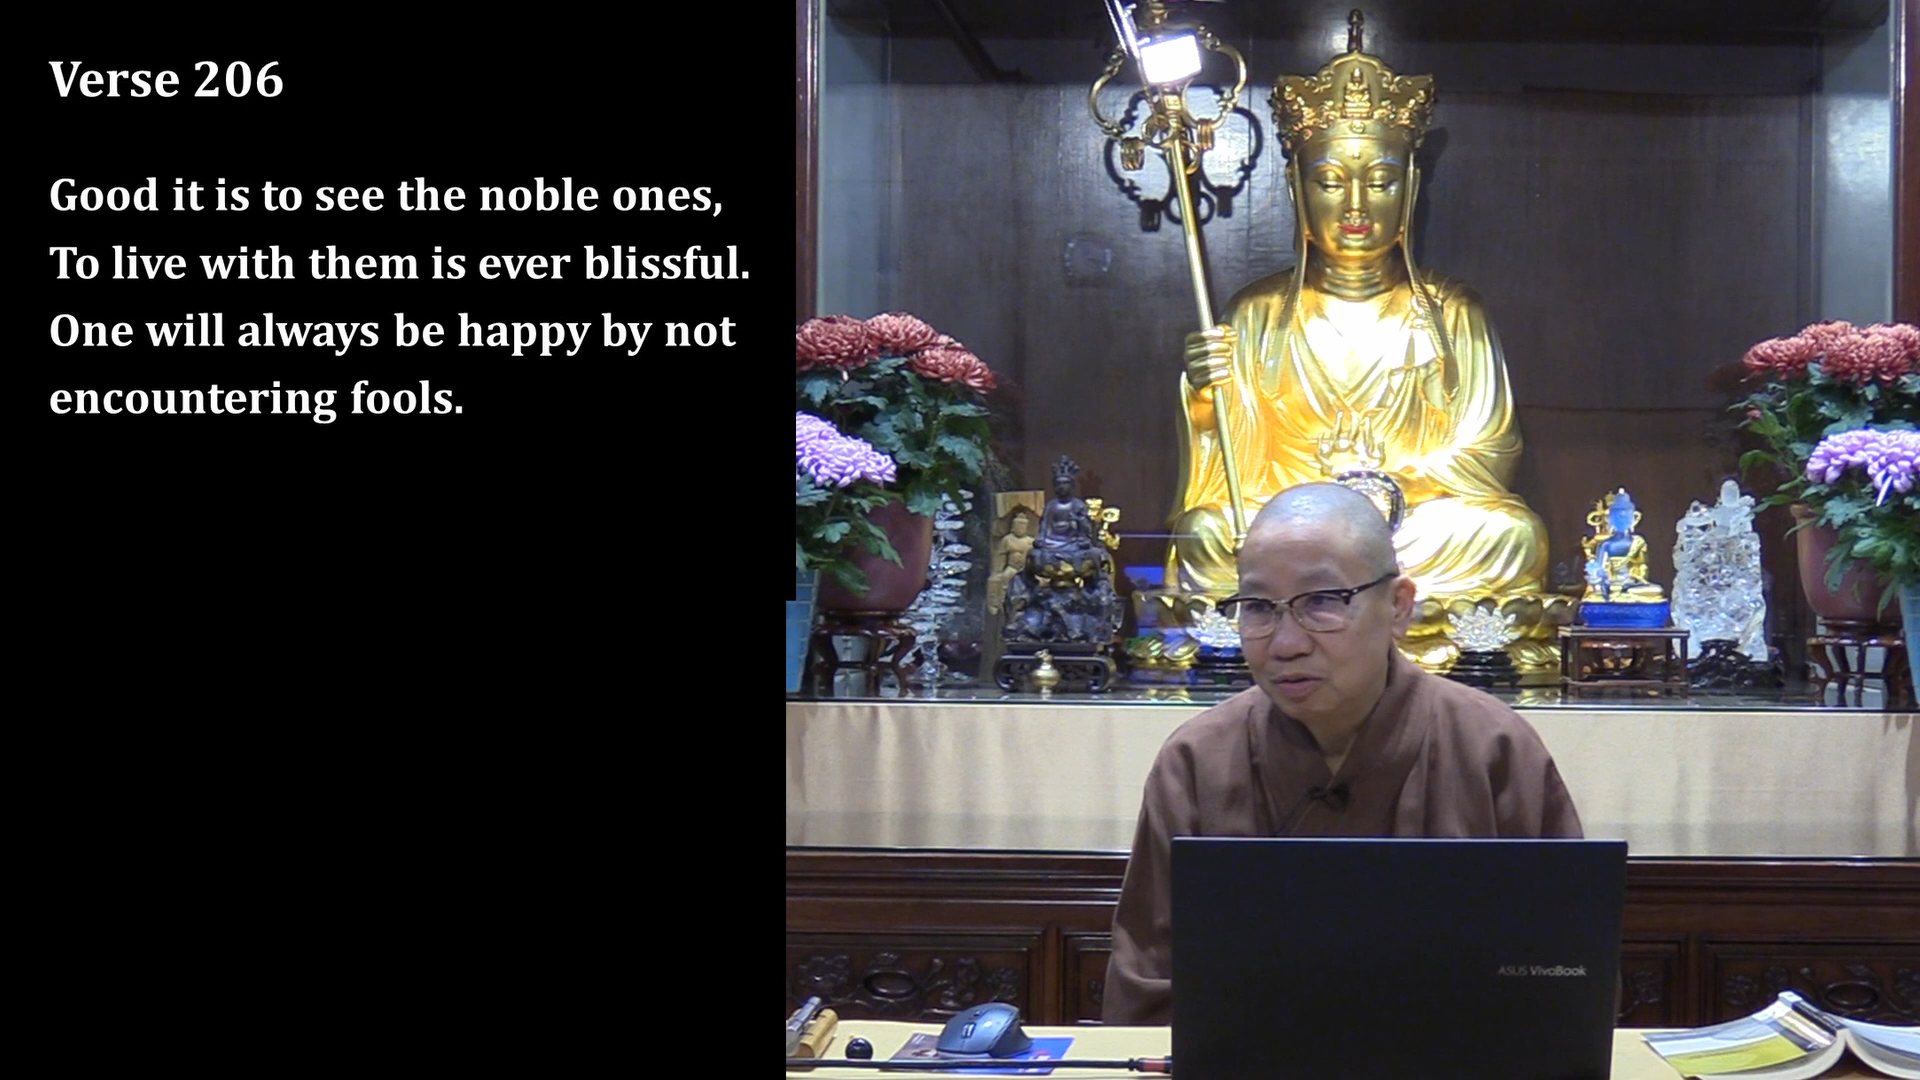 Verse 206
Good it is to see the noble ones,
To live with them is ever blissful.
One will always be happy by not
encountering fools.
ASUS VivoBook